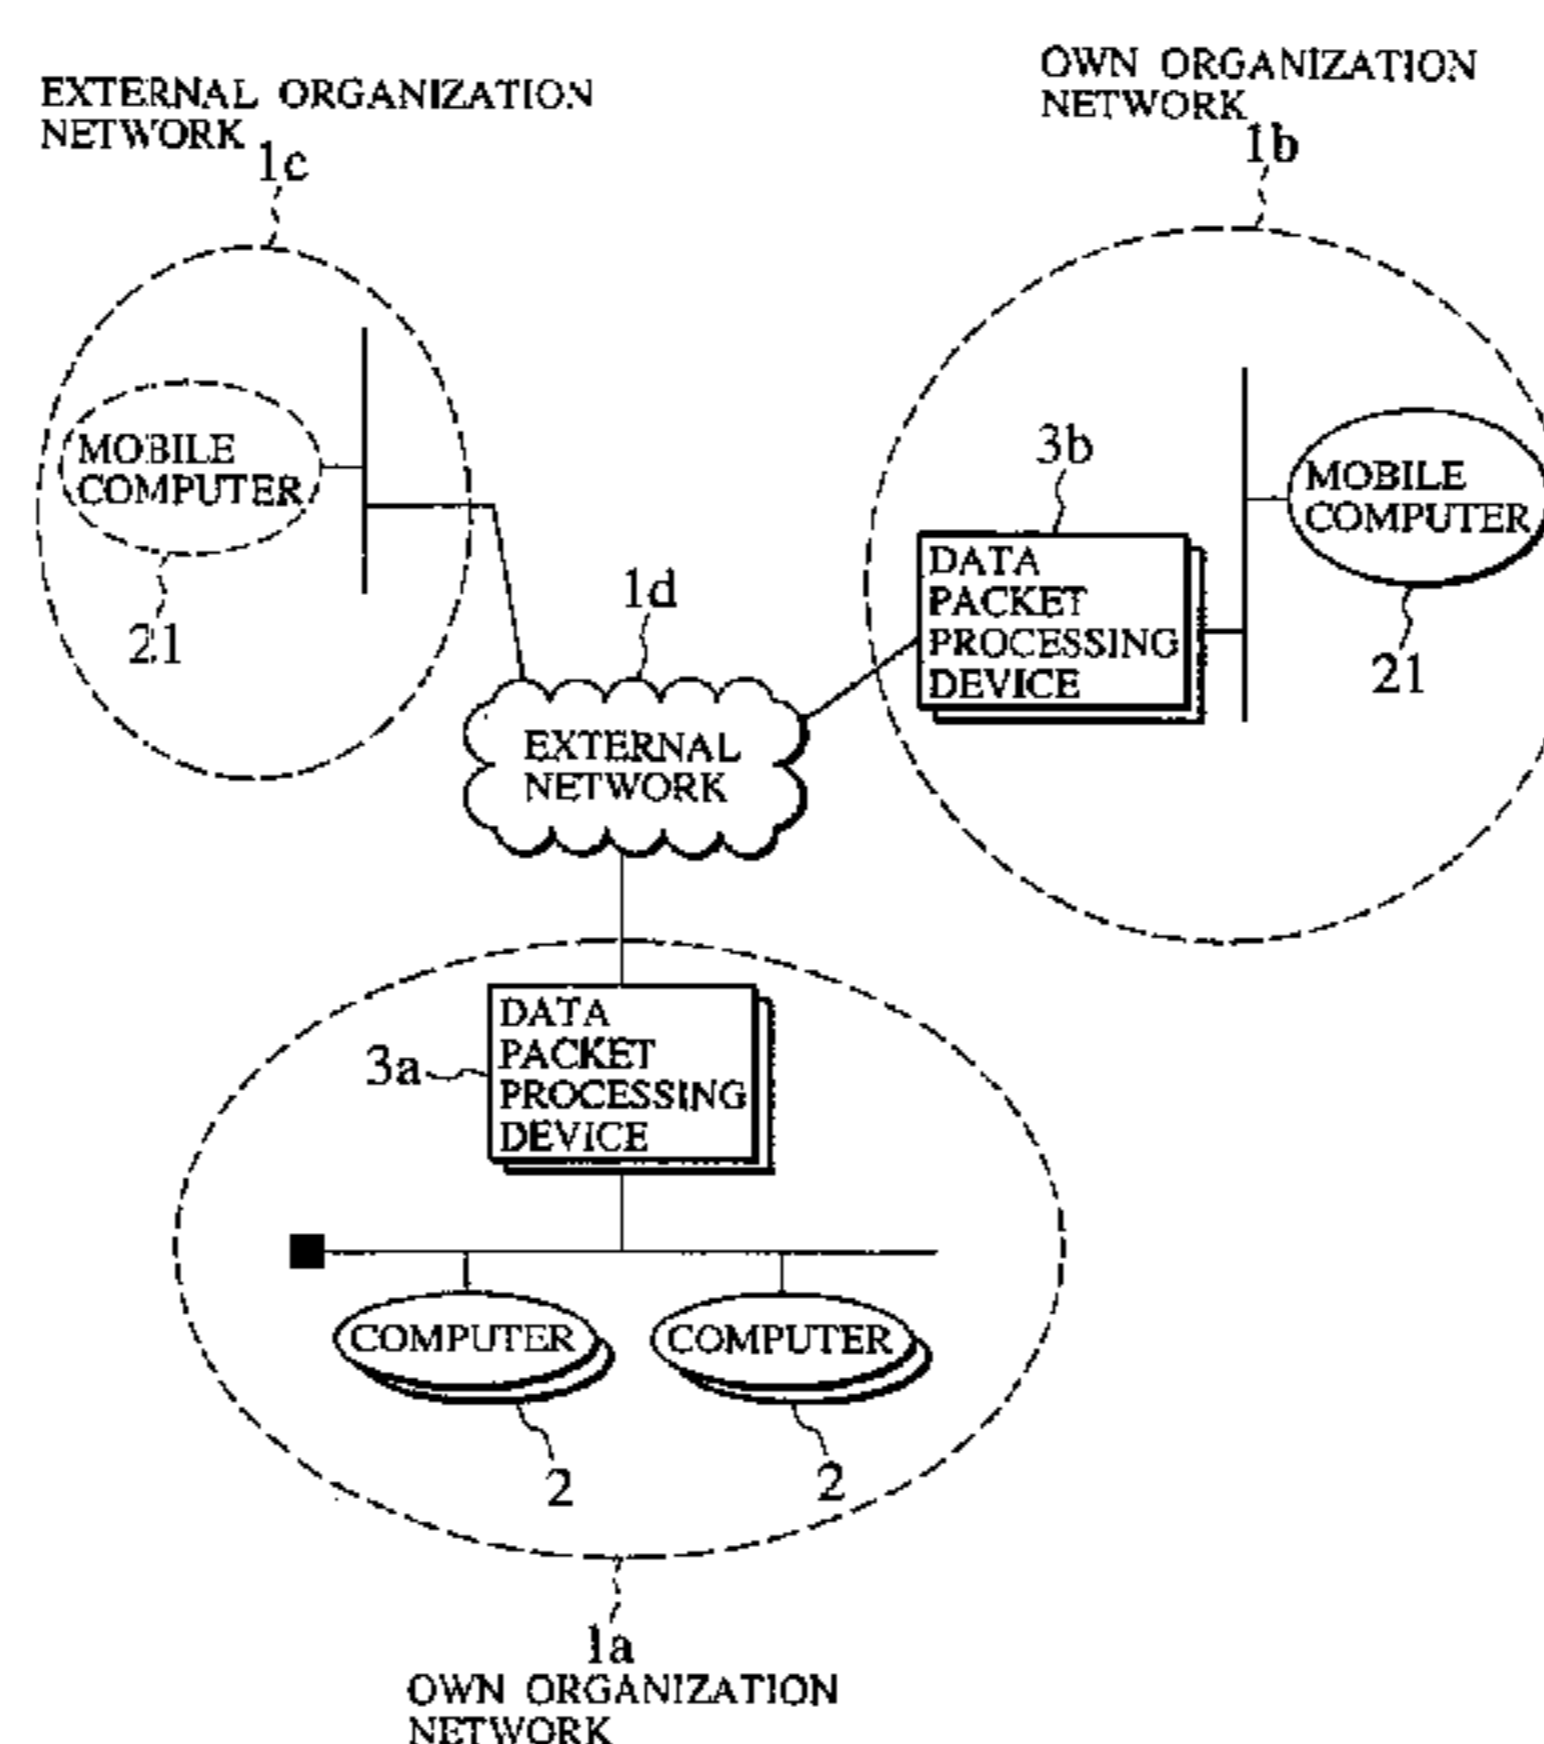 EXTERNAL ORGANIZATION
NETWORK
1c
OWN ORGANIZATION
NETWORK
1b
MOBILE
COMPUTER
21
3b
DATA
PACKET
PROCESSING
DEVICE
MOBILE
COMPUTER
21
1d
EXTERNAL
NETWORK
3a
DATA
PACKET
PROCESSING
DEVICE
COMPUTER
COMPUTER
2
2
1a
OWN ORGANIZATION
NETWORK